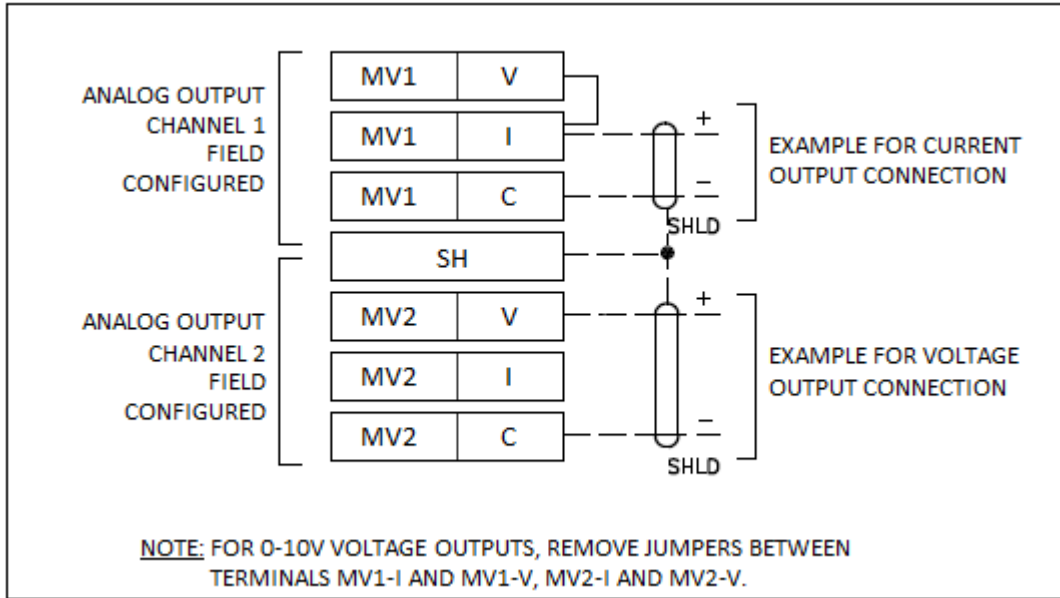 ANALOG OUTPUT
CHANNEL 1
FIELD
CONFIGURED
MV1 V
MV1 I
MV1 C
+
-
SHLD
EXAMPLE FOR CURRENT
OUTPUT CONNECTION
SH
ANALOG OUTPUT
CHANNEL 2
FIELD
CONFIGURED
MV2 V
MV2 I
MV2 C
+
-
SHLD
EXAMPLE FOR VOLTAGE
OUTPUT CONNECTION
NOTE: FOR 0-10V VOLTAGE OUTPUTS, REMOVE JUMPERS BETWEEN
TERMINALS MV1-I AND MV1-V, MV2-I AND MV2-V.